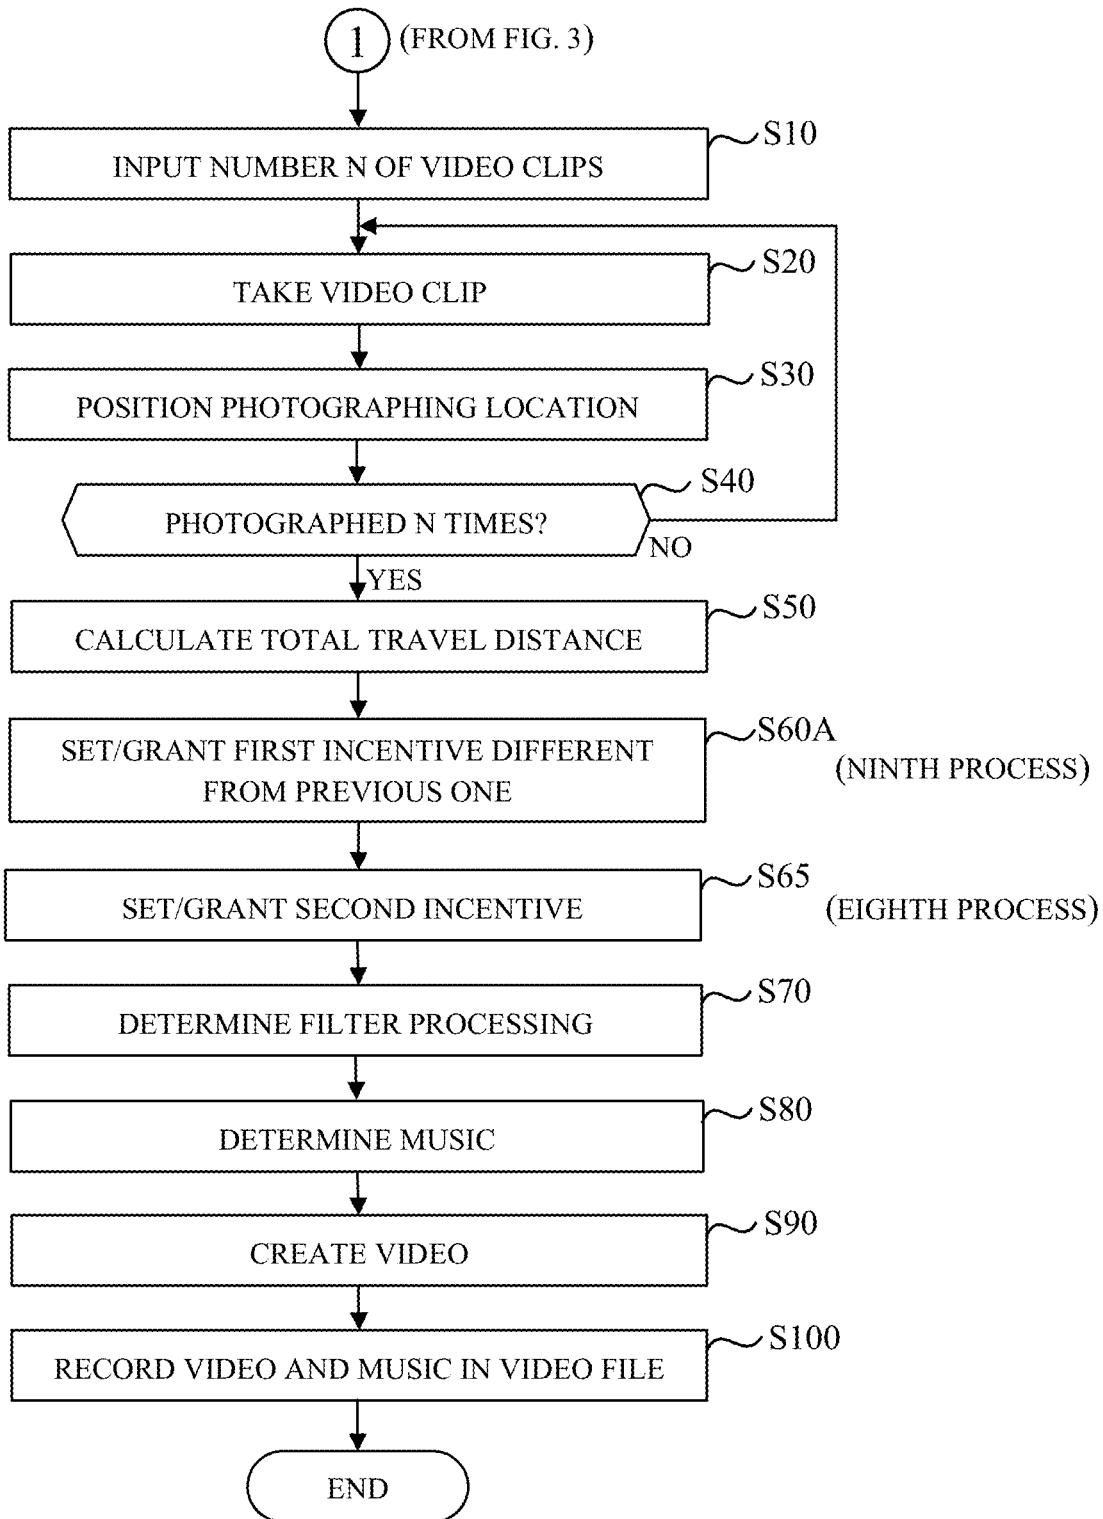 1 (FROM FIG. 3)
S10
INPUT NUMBER N OF VIDEO CLIPS
S20
TAKE VIDEO CLIP
S30
POSITION PHOTOGRAPHING LOCATION
S40
PHOTOGRAPHED N TIMES?
NO
YES
S50
CALCULATE TOTAL TRAVEL DISTANCE
S60A
SET/GRANT FIRST INCENTIVE DIFFERENT
FROM PREVIOUS ONE
(NINTH PROCESS)
S65
SET/GRANT SECOND INCENTIVE
(EIGHTH PROCESS)
S70
DETERMINE FILTER PROCESSING
S80
DETERMINE MUSIC
S90
CREATE VIDEO
S100
RECORD VIDEO AND MUSIC IN VIDEO FILE
END